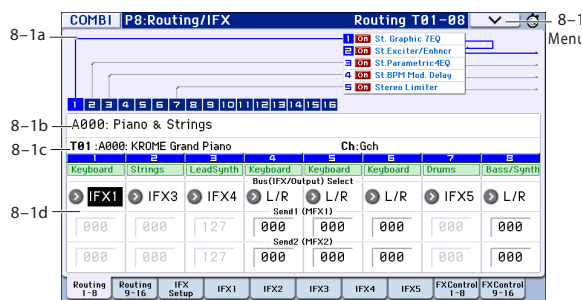 COMBI P8:Routing/IFX Routing T01-08
8-1
Menu
8-1a
1 On St. Graphic 7EQ
2 On St.Exciter/Enhncr
3 On St.Parametric4EQ
4 On St.BPM Mod. Delay
5 On Stereo Limiter
1 2 3 4 5 6 7 8 9 10 11 12 13 14 15 16
8-1b
A000: Piano & Strings
8-1c
T01 :A000: KROME Grand Piano Ch:Gch
1 2 3 4 5 6 7 8
Keyboard Strings LeadSynth Keyboard Keyboard Keyboard Drums Bass/Synth
Bus(IFX/Output) Select
8-1d
IFX1 IFX3 IFX4 L/R L/R L/R IFX5 L/R
Send1 (MFX1)
000 000 127 000 000 000 000 000
Send2 (MFX2)
000 000 127 000 000 000 000 000
Routing 1-8 Routing 9-16 IFX Setup IFX1 IFX2 IFX3 IFX4 IFX5 FXControl 1-8 FXControl 9-16